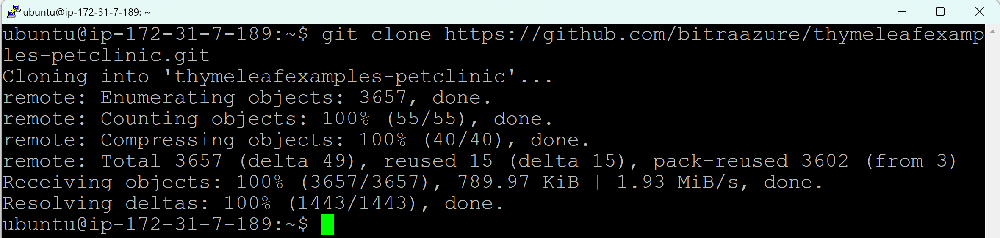 ubuntu@ip-172-31-7-189: ~
ubuntu@ip-172-31-7-189:~$ git clone https://github.com/bitraazure/thymeleafexamp
les-petclinic.git
Cloning into 'thymeleafexamples-petclinic'...
remote: Enumerating objects: 3657, done.
remote: Counting objects: 100% (55/55), done.
remote: Compressing objects: 100% (40/40), done.
remote: Total 3657 (delta 49), reused 15 (delta 15), pack-reused 3602 (from 3)
Receiving objects: 100% (3657/3657), 789.97 KiB | 1.93 MiB/s, done.
Resolving deltas: 100% (1443/1443), done.
ubuntu@ip-172-31-7-189:~$